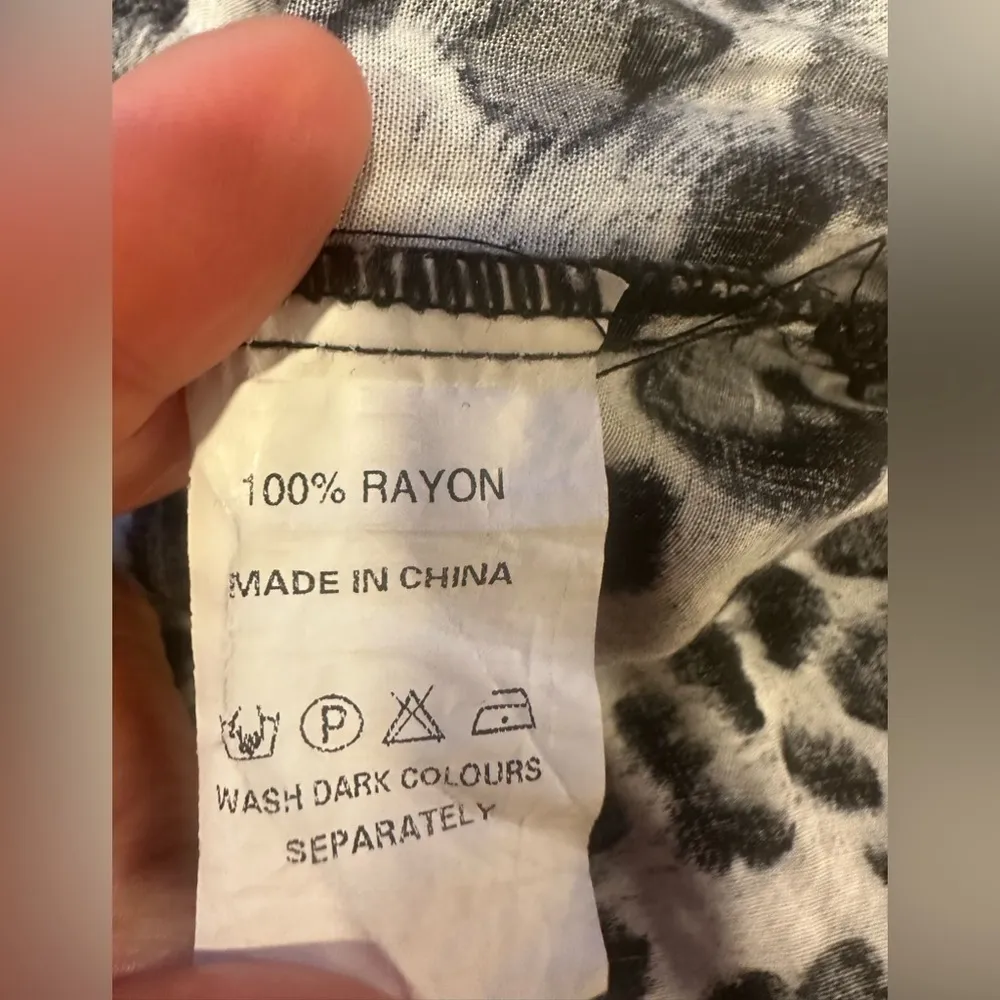 100% RAYON
MADE IN CHINA
P
WASH DARK COLOURS
SEPARATELY